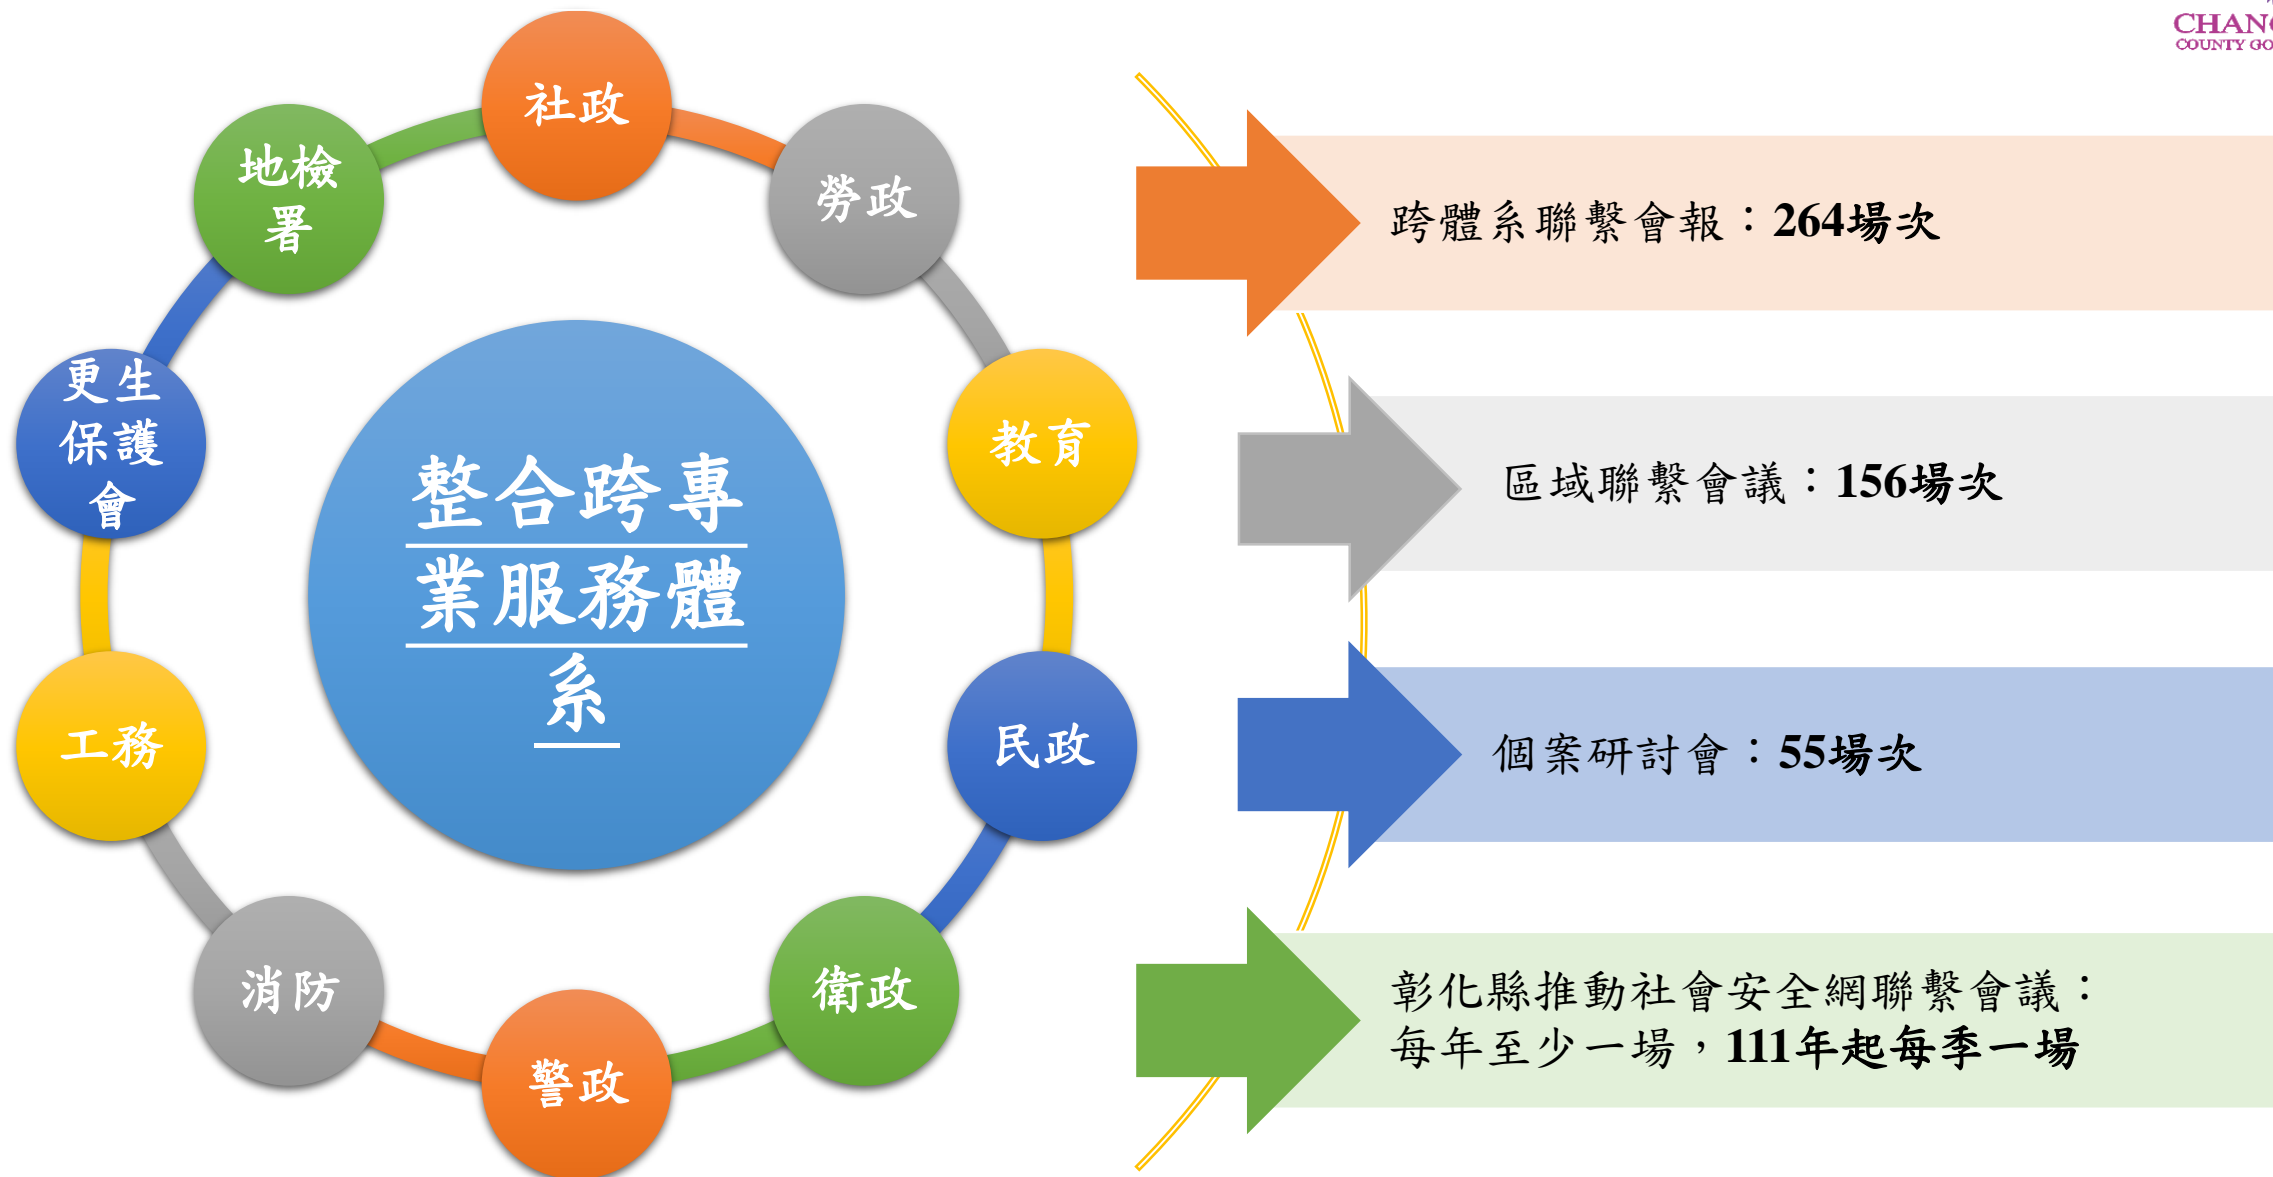 CHAN
COUNTY GO
社政
勞政
教育
民政
衛政
警政
消防
工務
更生
保護
會
地檢
署
整合跨專
業服務體
系
跨體系聯繫會報：264場次
區域聯繫會議：156場次
個案研討會：55場次
彰化縣推動社會安全網聯繫會議：
每年至少一場，111年起每季一場